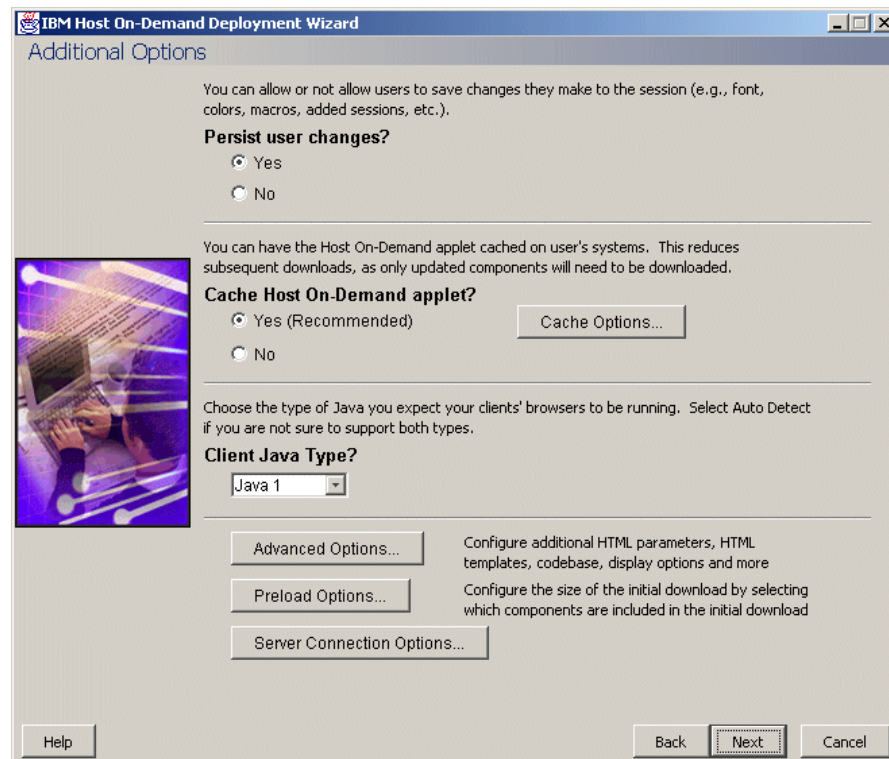 IBM Host On-Demand Deployment Wizard
Additional Options
You can allow or not allow users to save changes they make to the session (e.g., font,
colors, macros, added sessions, etc.).
Persist user changes?
Yes
No
You can have the Host On-Demand applet cached on user's systems. This reduces
subsequent downloads, as only updated components will need to be downloaded.
Cache Host On-Demand applet?
Yes (Recommended)
Cache Options...
No
Choose the type of Java you expect your clients' browsers to be running. Select Auto Detect
if you are not sure to support both types.
Client Java Type?
Java 1
Advanced Options...
Configure additional HTML parameters, HTML
templates, codebase, display options and more
Preload Options...
Configure the size of the initial download by selecting
which components are included in the initial download
Server Connection Options...
Help
Back
Next
Cancel